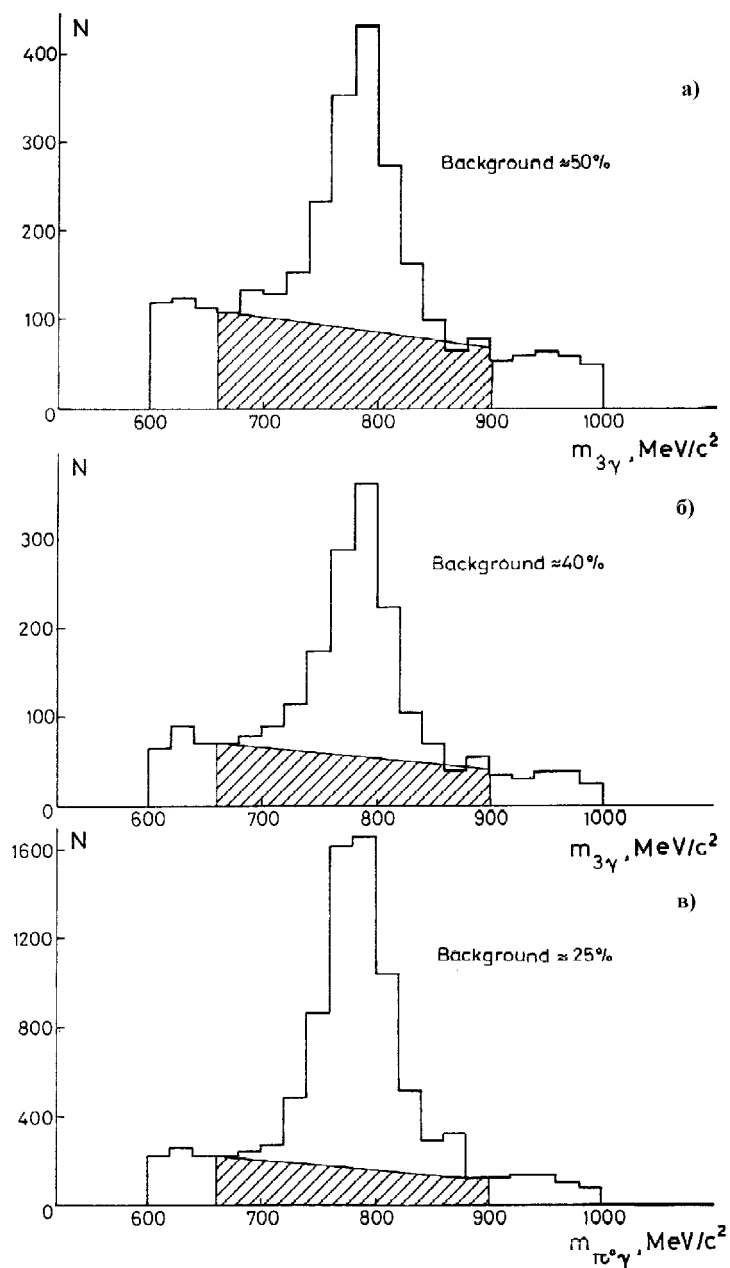 N
400
а)
Background ≈50%
300
200
100
0
600 700 800 900 1000
m3γ, MeV/c²
N
б)
300
Background ≈40%
200
100
0
600 700 800 900 1000
m3γ, MeV/c²
N
1600
в)
1200
Background ≈ 25%
800
400
0
600 700 800 900 1000
mπ°γ, MeV/c²